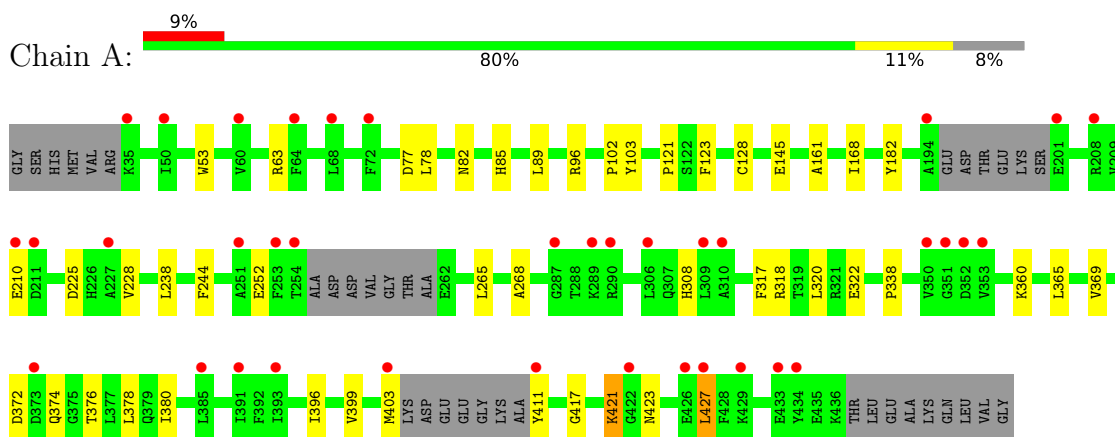 9%
Chain A:
80% 11% 8%
GLY SER HIS MET VAL ARG K35 I50 W53 V60 R63 F64 L68 F72 D77 L78 N82 H85 L89 R96 P102 Y103 P121 S122 F123 C128 E145 A161 I168 Y182 A194 GLU ASP THR GLU LYS SER E201 R208 V209
E210 D211 D225 H226 A227 V228 L238 F244 A251 E252 F253 T254 ALA ASP ASP VAL GLY THR ALA E262 L265 A268 G287 T288 K289 R290 L306 Q307 H308 L309 A310 F317 R318 T319 L320 R321 E322 P338 V350 G351 D352 V353 K360 L365 V369
D372 D373 Q374 G375 T376 L377 L378 Q379 I380 L385 I391 F392 I393 I396 V399 M403 LYS ASP GLU GLU GLY LYS ALA Y411 G417 K421 G422 N423 E426 L427 F428 K429 E433 Y434 E435 K436 THR LEU GLU ALA LYS GLN LEU VAL GLY